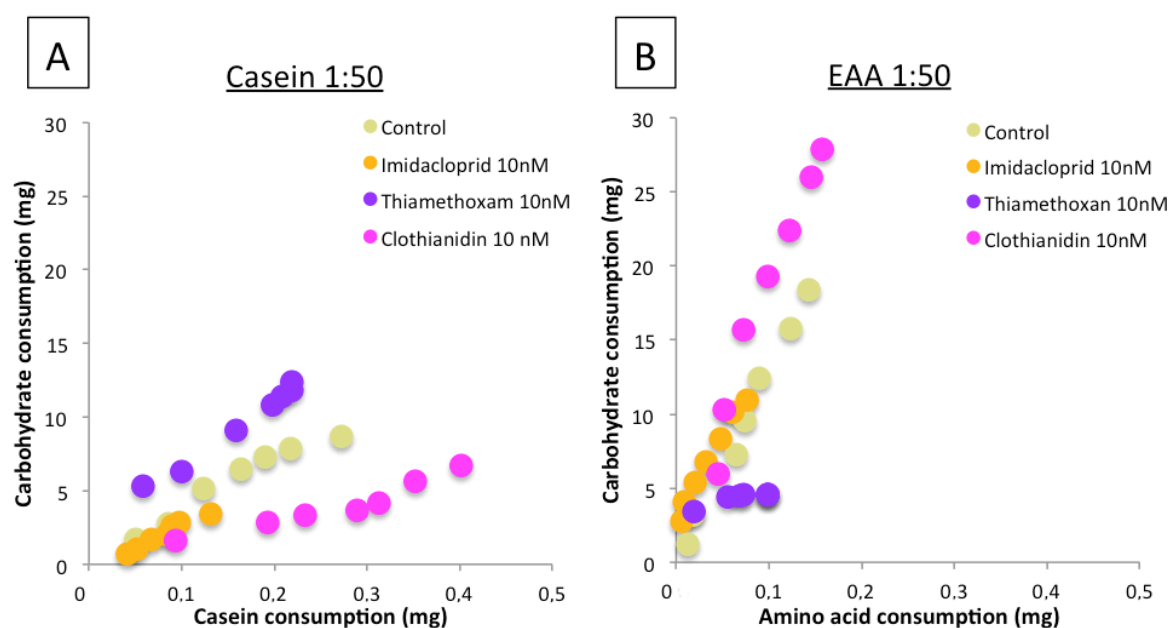 A
Casein 1:50
Carbohydrate consumption (mg)
30
25
20
15
10
5
0
Control
Imidacloprid 10nM
Thiamethoxam 10nM
Clothianidin 10 nM
0 0,1 0,2 0,3 0,4 0,5
Casein consumption (mg)
B
EAA 1:50
Carbohydrate consumption (mg)
30
25
20
15
10
5
0
Control
Imidacloprid 10nM
Thiamethoxan 10nM
Clothianidin 10nM
0 0,1 0,2 0,3 0,4 0,5
Amino acid consumption (mg)